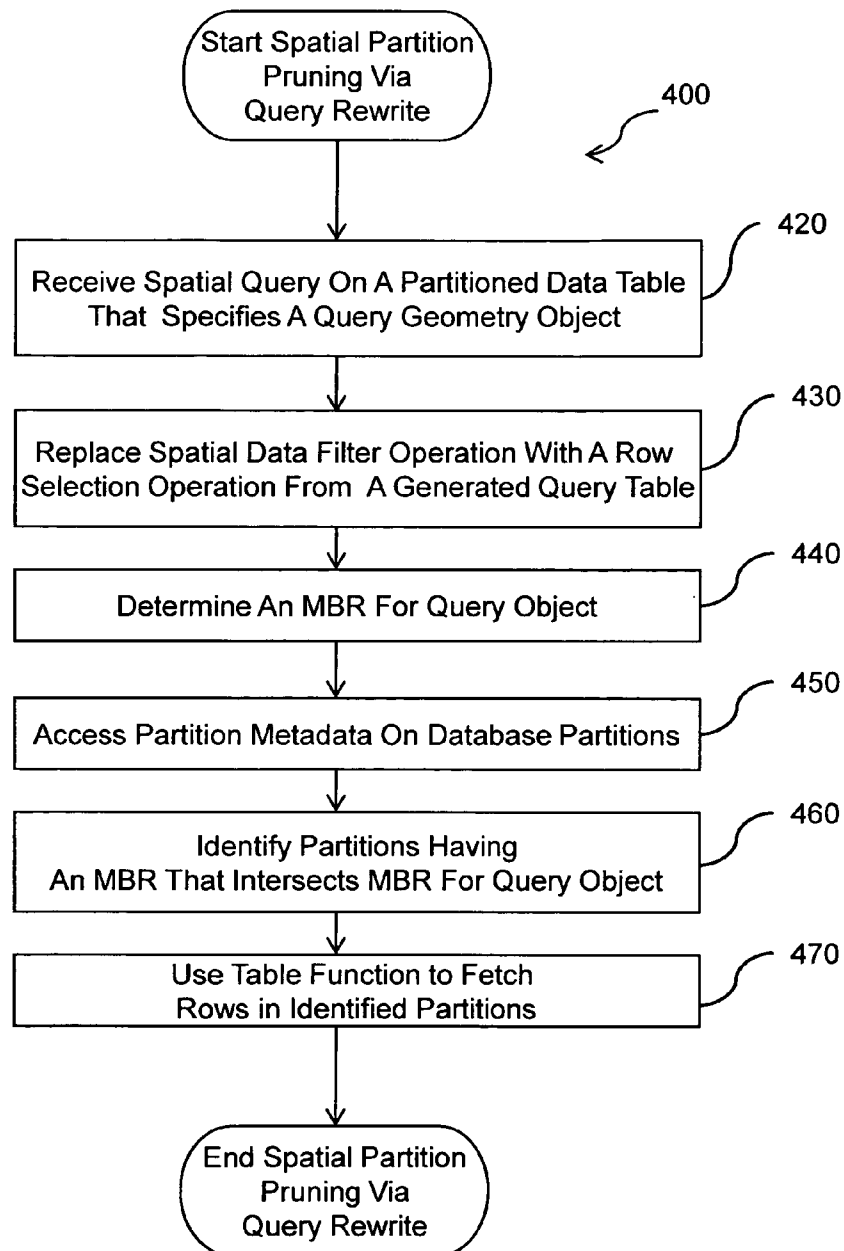 Start Spatial Partition
Pruning Via
Query Rewrite
400
420
Receive Spatial Query On A Partitioned Data Table
That Specifies A Query Geometry Object
430
Replace Spatial Data Filter Operation With A Row
Selection Operation From A Generated Query Table
440
Determine An MBR For Query Object
450
Access Partition Metadata On Database Partitions
460
Identify Partitions Having
An MBR That Intersects MBR For Query Object
470
Use Table Function to Fetch
Rows in Identified Partitions
End Spatial Partition
Pruning Via
Query Rewrite